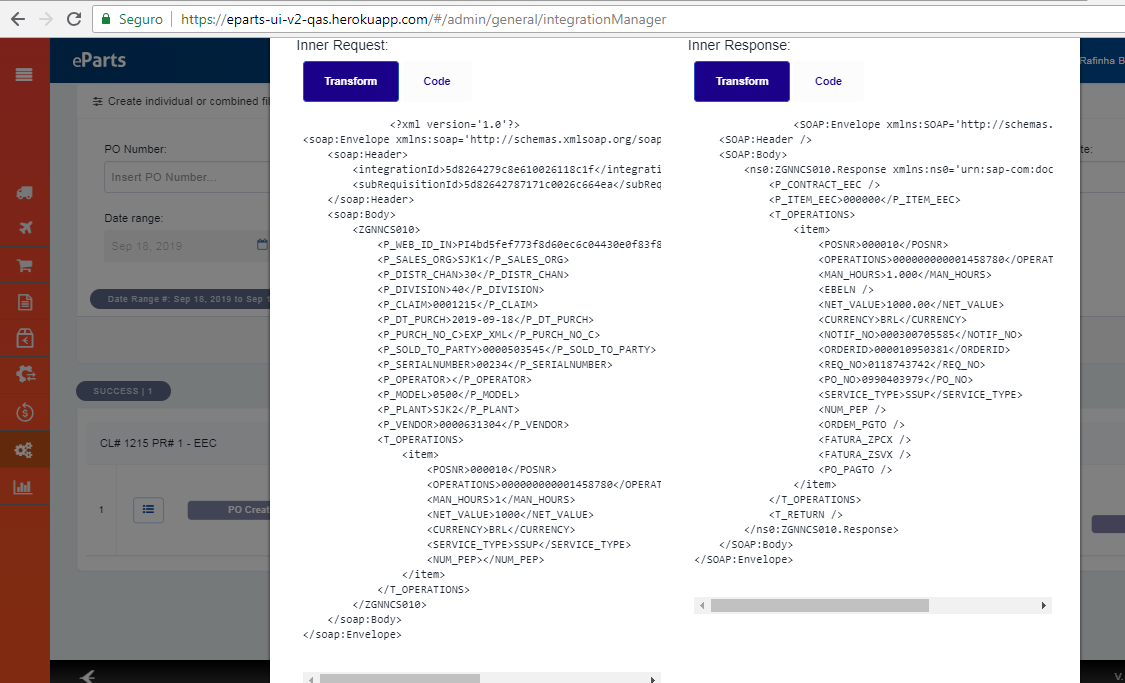 Seguro https://eparts-ui-v2-qas.herokuapp.com/#/admin/general/integrationManager
eParts
Rafinha B
Create individual or combined fil
PO Number:
te:
Insert PO Number...
Date range:
Sep 18, 2019
Date Range #: Sep 18, 2019 to Sep 1
SUCCESS | 1
CL# 1215 PR# 1 - EEC
1
PO Creat
Inner Request:
Transform Code
<?xml version='1.0'?>
<soap:Envelope xmlns:soap='http://schemas.xmlsoap.org/soap
<soap:Header>
<integrationId>5d8264279c8e610026118c1f</integrati
<subRequisitionId>5d82642787171c0026c664ea</subReq
</soap:Header>
<soap:Body>
<ZGNNCS010>
<P_WEB_ID_IN>PI4bd5fef773f8d60ec6c04430e0f83f8
<P_SALES_ORG>SJK1</P_SALES_ORG>
<P_DISTR_CHAN>30</P_DISTR_CHAN>
<P_DIVISION>40</P_DIVISION>
<P_CLAIM>0001215</P_CLAIM>
<P_DT_PURCH>2019-09-18</P_DT_PURCH>
<P_PURCH_NO_C>EXP_XML</P_PURCH_NO_C>
<P_SOLD_TO_PARTY>0000503545</P_SOLD_TO_PARTY>
<P_SERIALNUMBER>00234</P_SERIALNUMBER>
<P_OPERATOR></P_OPERATOR>
<P_MODEL>0500</P_MODEL>
<P_PLANT>SJK2</P_PLANT>
<P_VENDOR>0000631304</P_VENDOR>
<T_OPERATIONS>
<item>
<POSNR>000010</POSNR>
<OPERATIONS>000000000001458780</OPERAT
<MAN_HOURS>1</MAN_HOURS>
<NET_VALUE>1000</NET_VALUE>
<CURRENCY>BRL</CURRENCY>
<SERVICE_TYPE>SSUP</SERVICE_TYPE>
<NUM_PEP></NUM_PEP>
</item>
</T_OPERATIONS>
</ZGNNCS010>
</soap:Body>
</soap:Envelope>
Inner Response:
Transform Code
<SOAP:Envelope xmlns:SOAP='http://schemas.
<SOAP:Header />
<SOAP:Body>
<ns0:ZGNNCS010.Response xmlns:ns0='urn:sap-com:doc
<P_CONTRACT_EEC />
<P_ITEM_EEC>000000</P_ITEM_EEC>
<T_OPERATIONS>
<item>
<POSNR>000010</POSNR>
<OPERATIONS>000000000001458780</OPERAT
<MAN_HOURS>1.000</MAN_HOURS>
<EBELN />
<NET_VALUE>1000.00</NET_VALUE>
<CURRENCY>BRL</CURRENCY>
<NOTIF_NO>000300705585</NOTIF_NO>
<ORDERID>000010950381</ORDERID>
<REQ_NO>0118743742</REQ_NO>
<PO_NO>0990403979</PO_NO>
<SERVICE_TYPE>SSUP</SERVICE_TYPE>
<NUM_PEP />
<ORDEM_PGTO />
<FATURA_ZPCX />
<FATURA_ZSVX />
<PO_PAGTO />
</item>
</T_OPERATIONS>
<T_RETURN />
</ns0:ZGNNCS010.Response>
</SOAP:Body>
</SOAP:Envelope>
V.